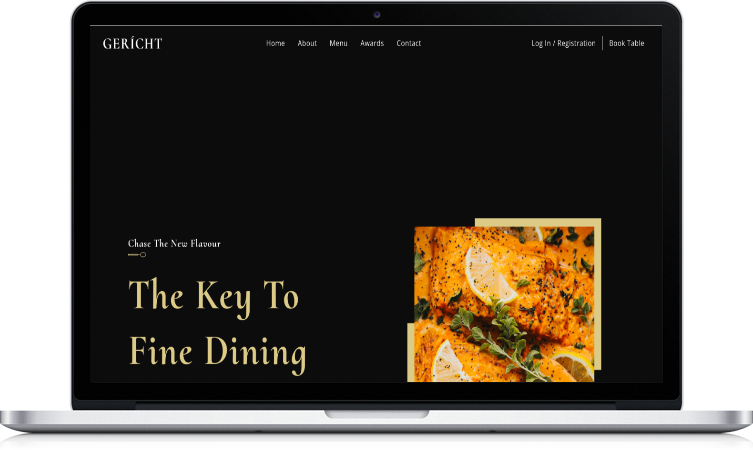 GERÍCHT
Home About Menu Awards Contact
Log In / Registration Book Table
Chase The New Flavour
The Key To
Fine Dining